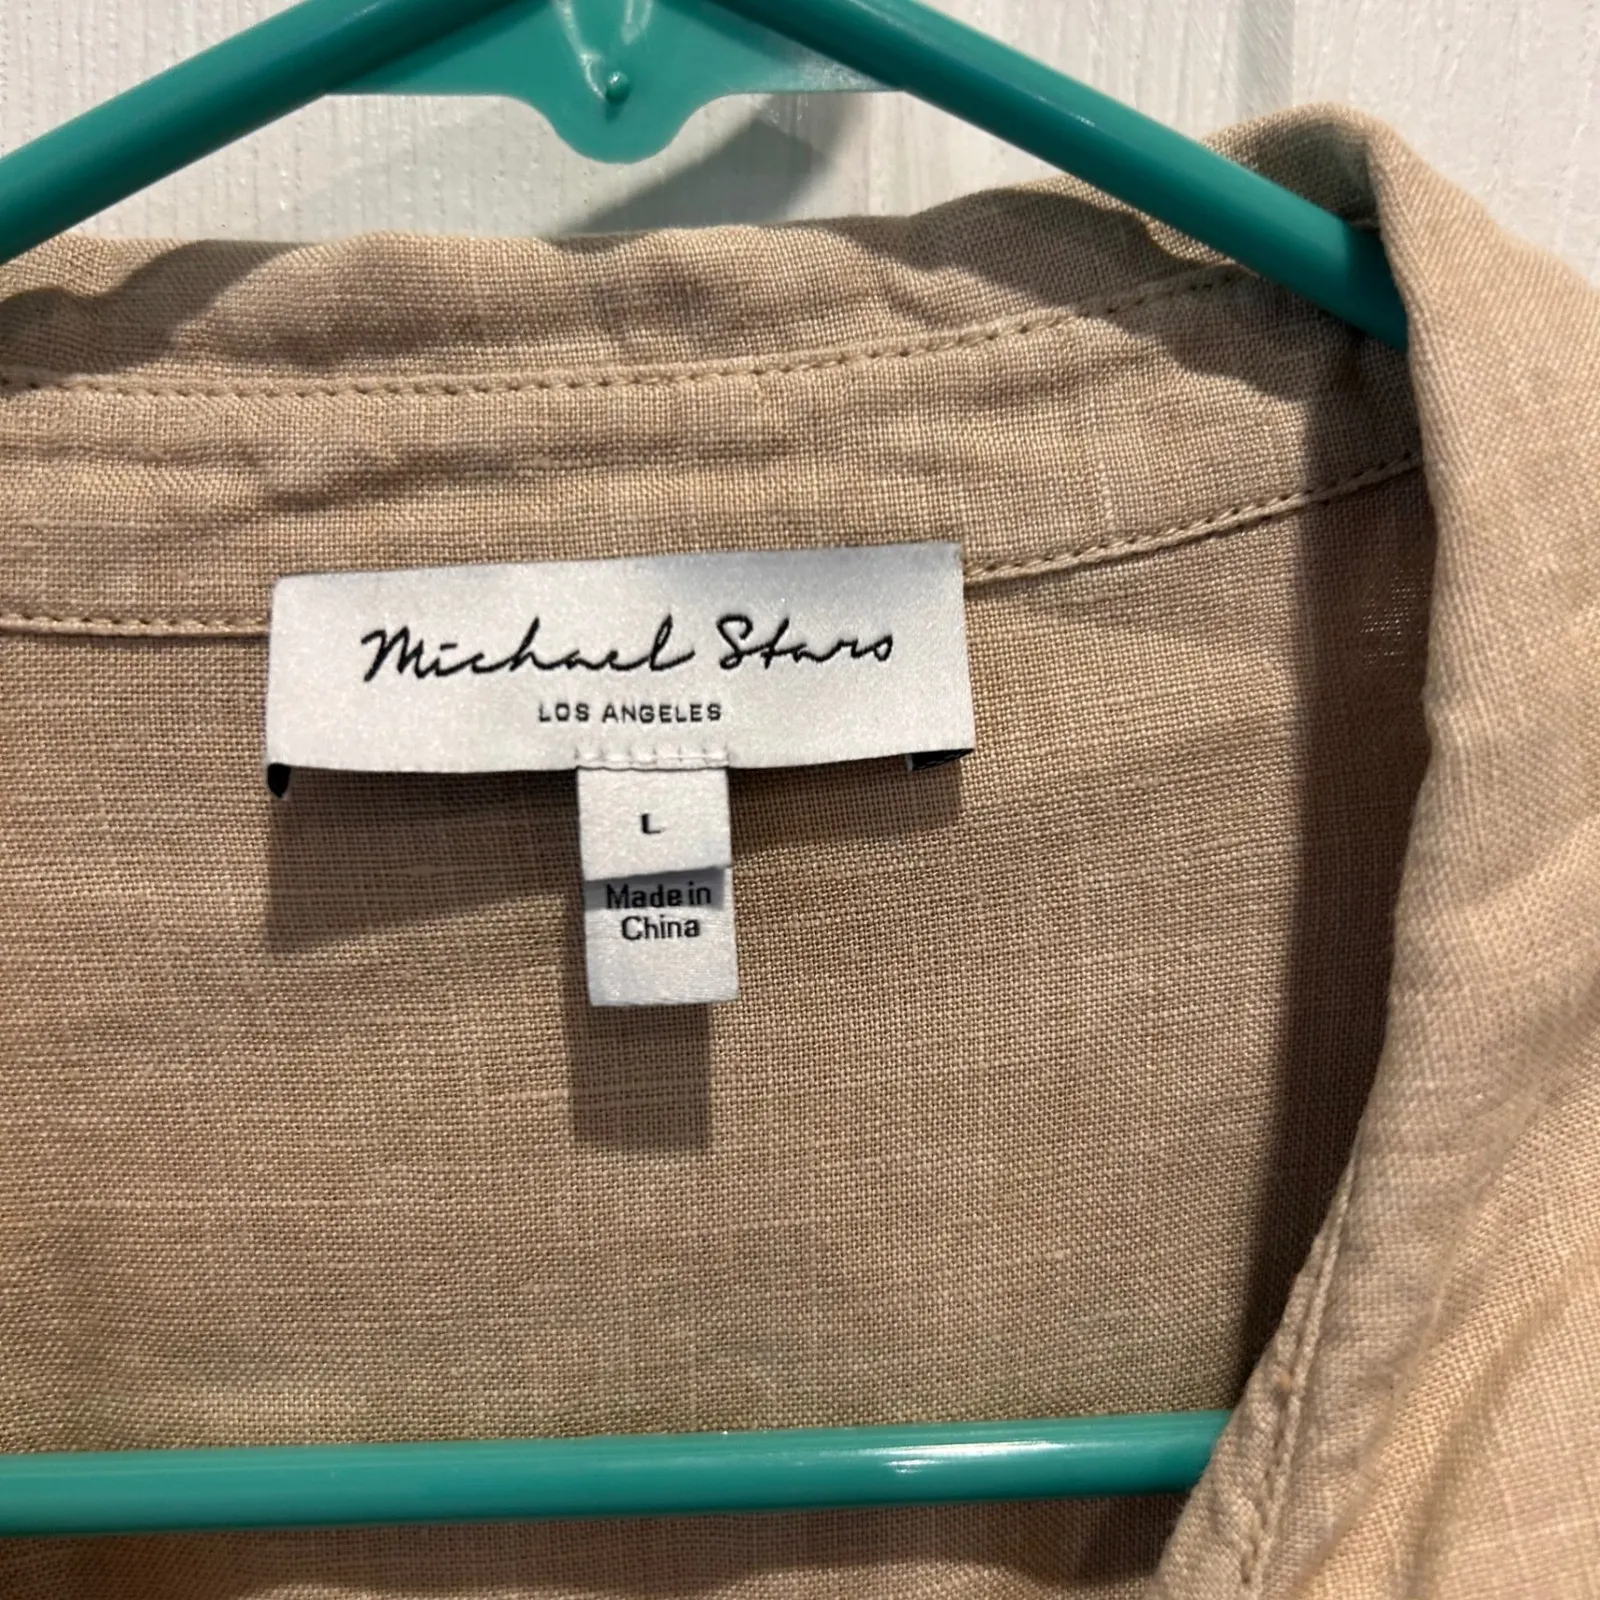 Michael Stars
LOS ANGELES
L
Made in
China